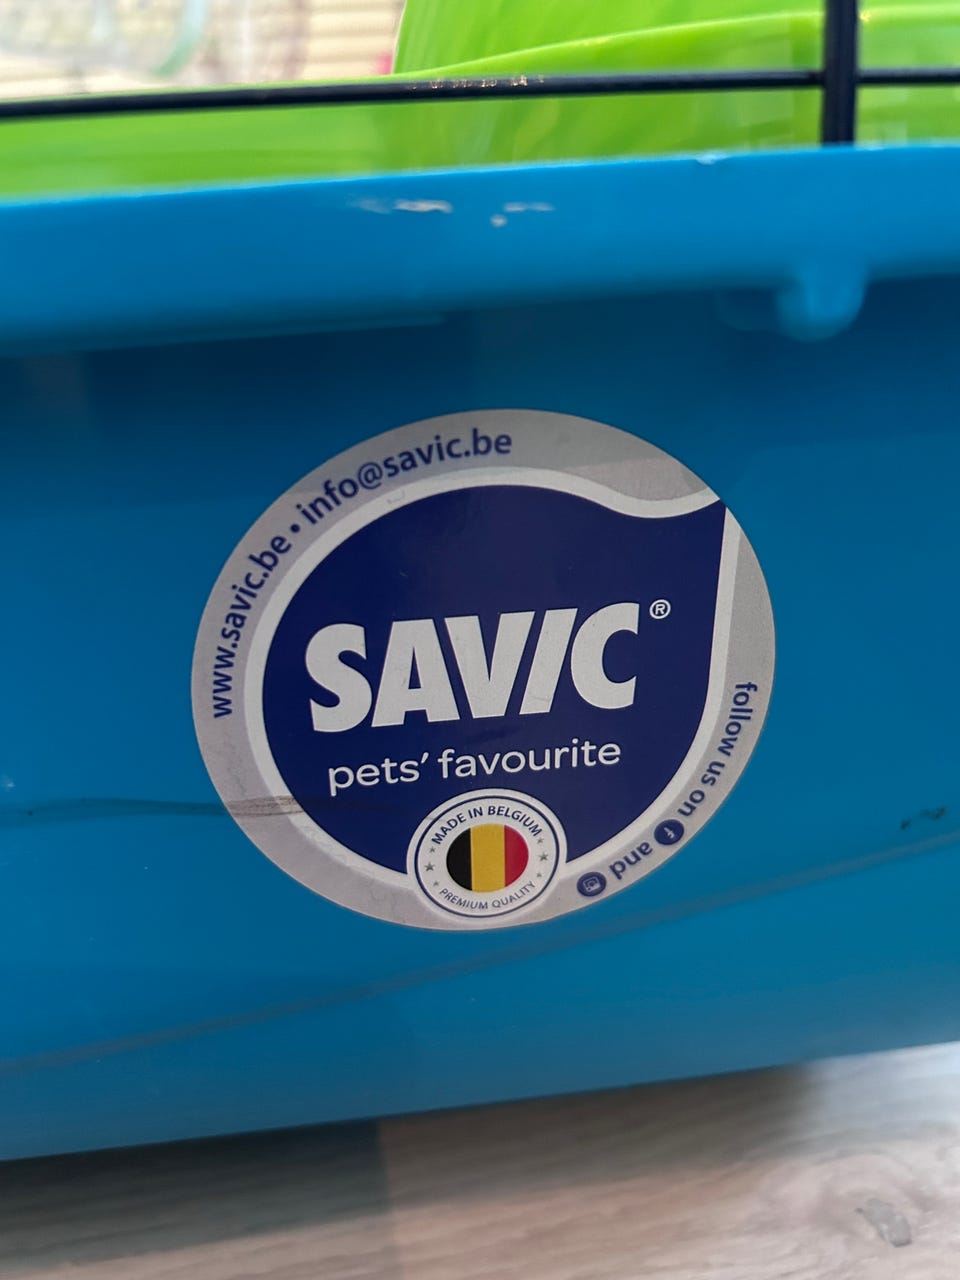 www.savic.be • info@savic.be
SAVIC®
pets’ favourite
MADE IN BELGIUM
PREMIUM QUALITY
follow us on f and